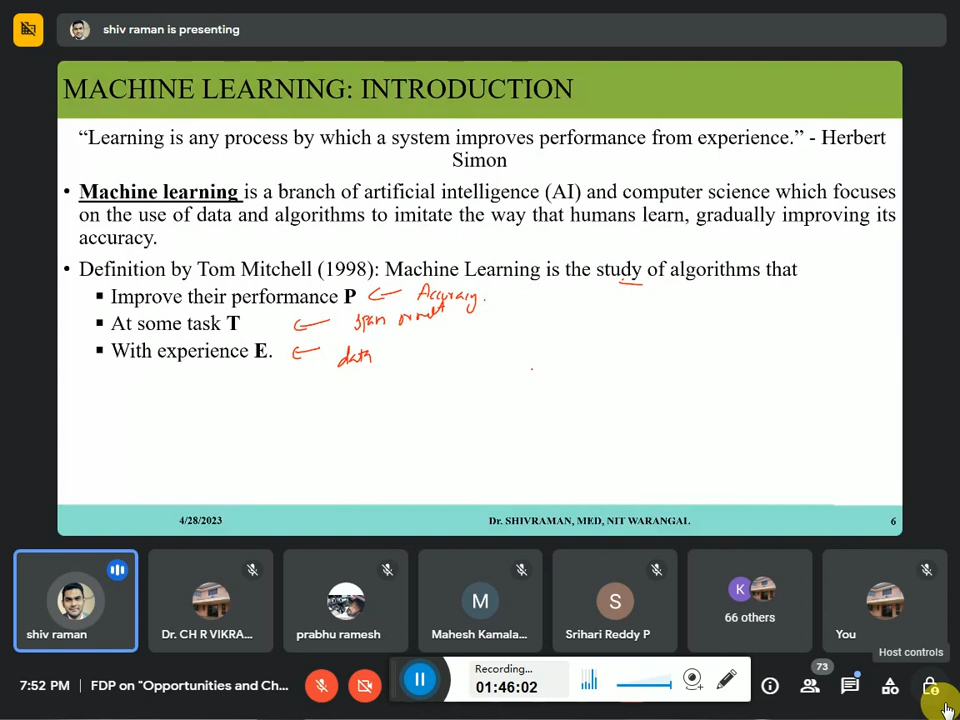 shiv raman is presenting
MACHINE LEARNING: INTRODUCTION
“Learning is any process by which a system improves performance from experience.” - Herbert
Simon
• Machine learning is a branch of artificial intelligence (AI) and computer science which focuses
on the use of data and algorithms to imitate the way that humans learn, gradually improving its
accuracy.
• Definition by Tom Mitchell (1998): Machine Learning is the study of algorithms that
▪ Improve their performance P Accuracy.
▪ At some task T span or not
▪ With experience E. data
4/28/2023 Dr. SHIVRAMAN, MED, NIT WARANGAL 6
K
M S
shiv raman Dr. CH R VIKRA... prabhu ramesh Mahesh Kamala... Srihari Reddy P 66 others You
Host controls
7:52 PM FDP on "Opportunities and Ch... Recording... 73
01:46:02